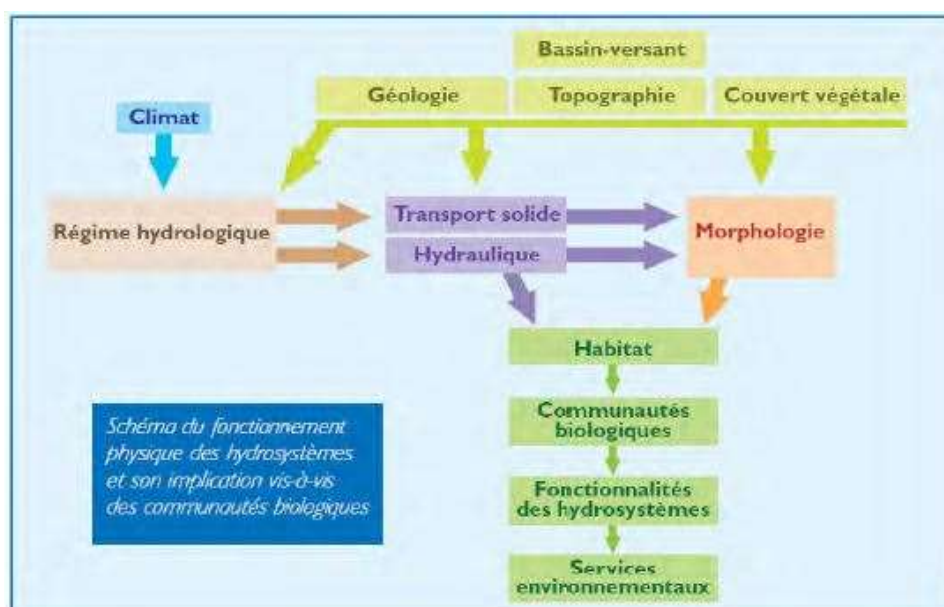 Bassin-versant
Géologie
Topographie
Couvert végétale
Climat
Régime hydrologique
Transport solide
Hydraulique
Morphologie
Habitat
Communautés
biologiques
Fonctionnalités
des hydrosystèmes
Services
environnementaux
Schéma du fonctionnement
physique des hydrosystèmes
et son implication vis-à-vis
des communautés biologiques